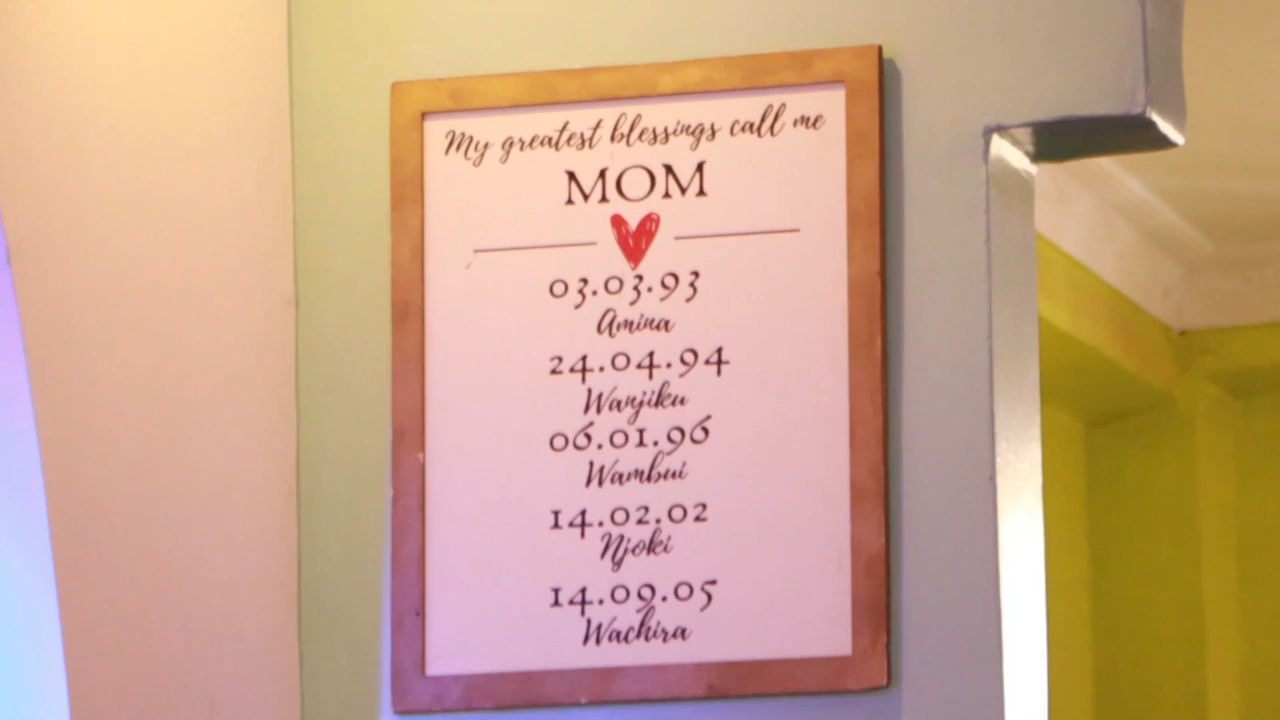 My greatest blessings call me
MOM
03.03.93
Amina
24.04.94
Wanjiku
06.01.96
Wambui
14.02.02
Njoki
14.09.05
Wachira